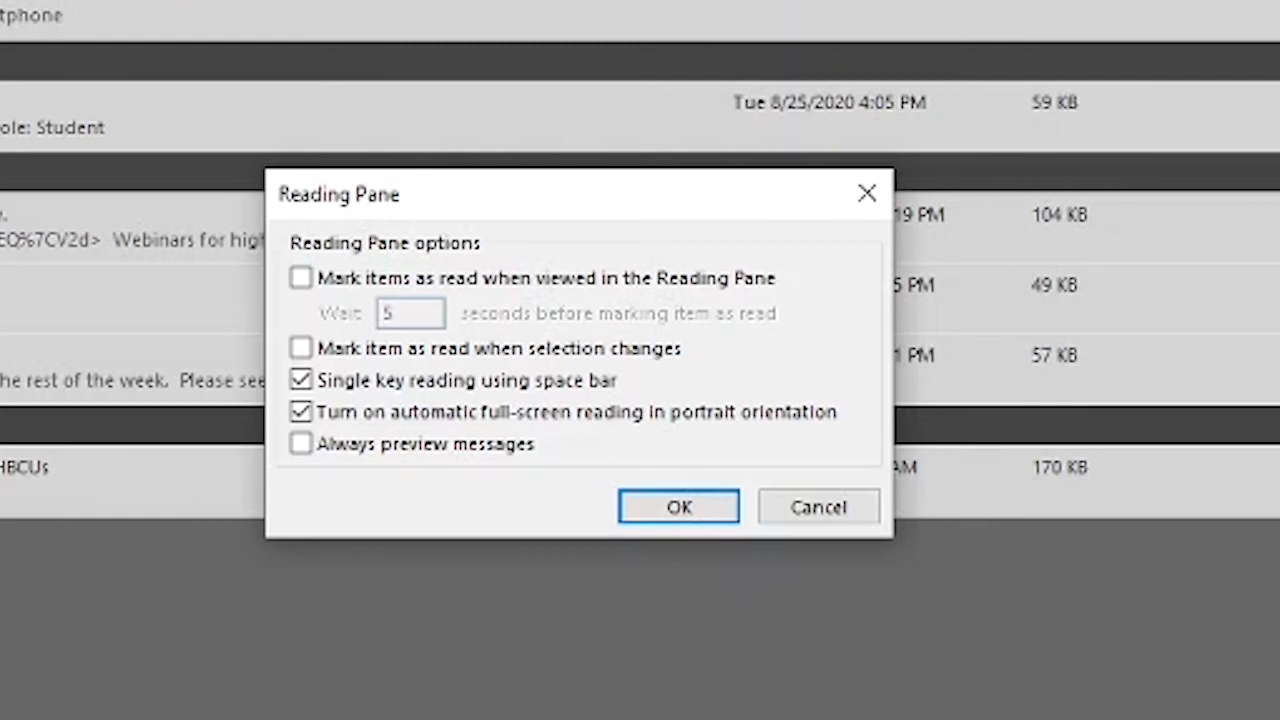 tphone
Tue 8/25/2020 4:05 PM 59 KB
ole: Student
Reading Pane
19 PM 104 KB
EQ%7CV2d> Webinars for high
Reading Pane options
Mark items as read when viewed in the Reading Pane
5 PM 49 KB
Wait 5 seconds before marking item as read
Mark item as read when selection changes
1 PM 57 KB
he rest of the week. Please see
Single key reading using space bar
Turn on automatic full-screen reading in portrait orientation
Always preview messages
HBCUs
AM 170 KB
OK Cancel